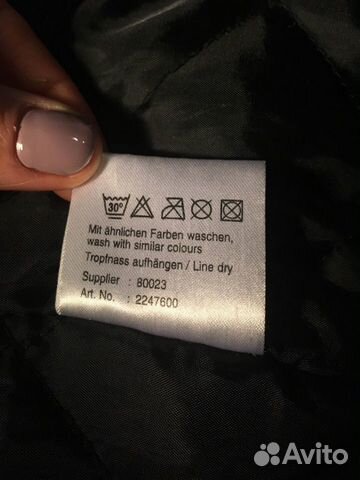 30°
Mit ähnlichen Farben waschen,
wash with similar colours
Tropfnass aufhängen / Line dry
Supplier : 80023
Art. No. : 2247600
Avito